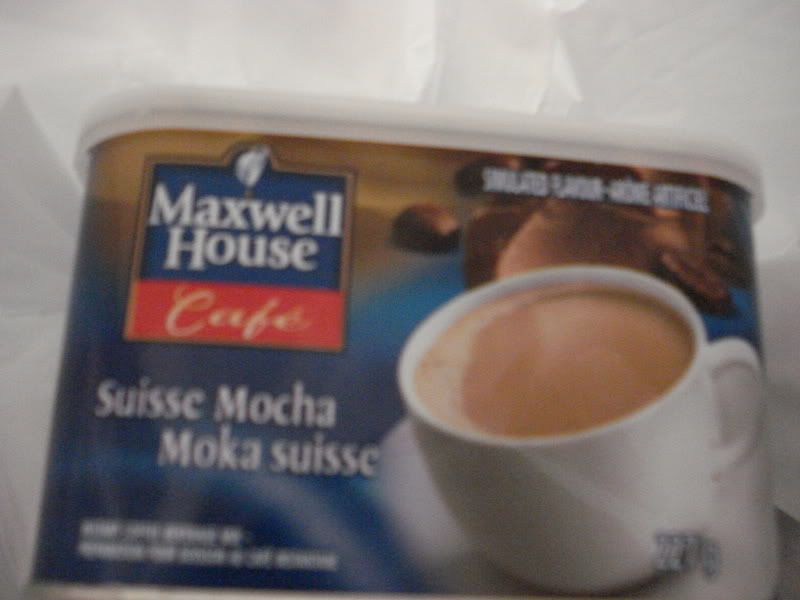 SIMULATED FLAVOUR-ARÔME ARTIFICIEL
Maxwell
House
Café
Suisse Mocha
Moka suisse
227 g